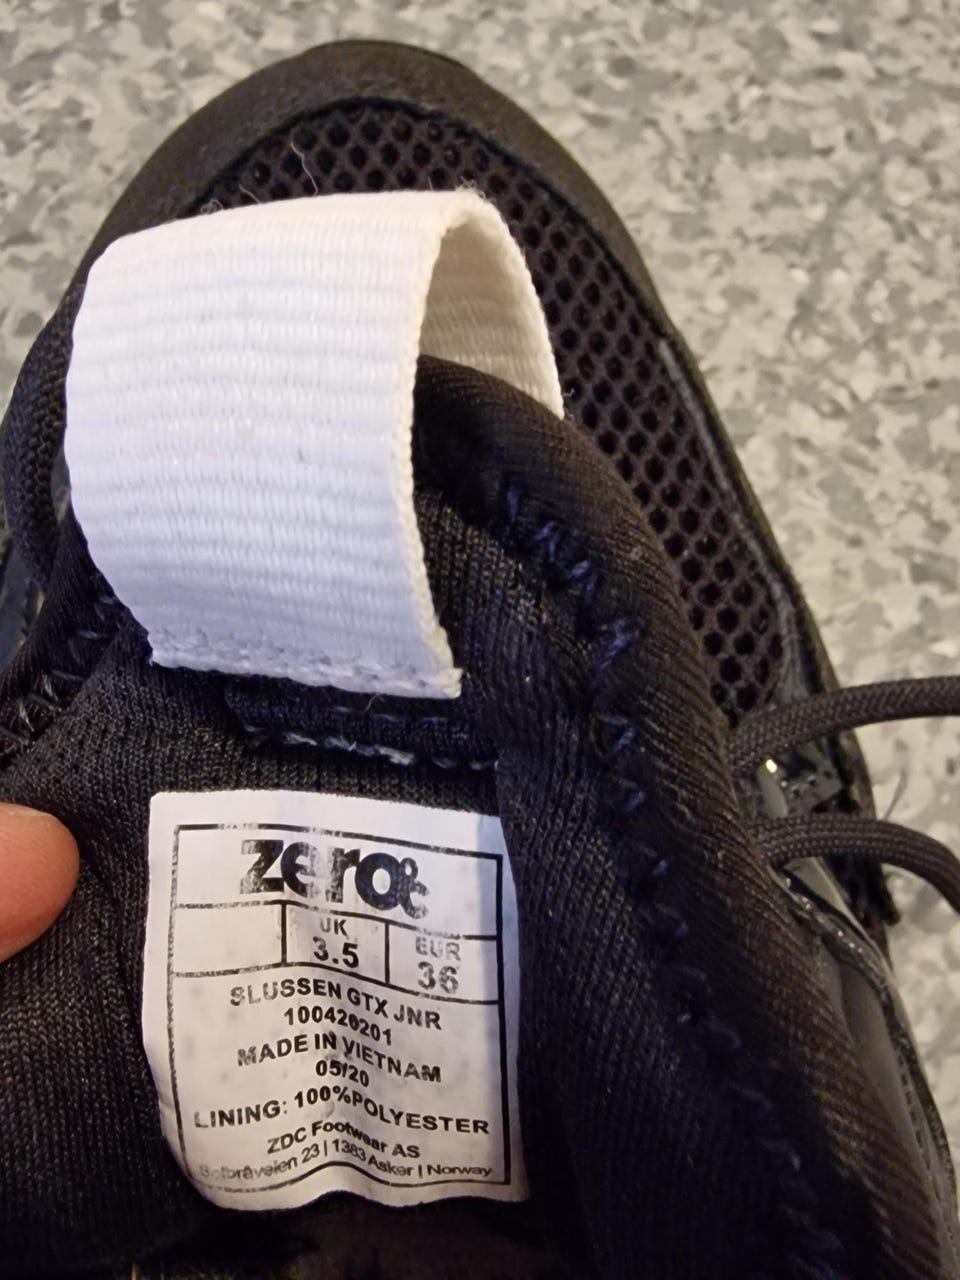 zero°c
UK
3.5
EUR
36
SLUSSEN GTX JNR
100420201
MADE IN VIETNAM
05/20
LINING: 100%POLYESTER
ZDC Footwear AS
23 | 1383 Asker | Norway